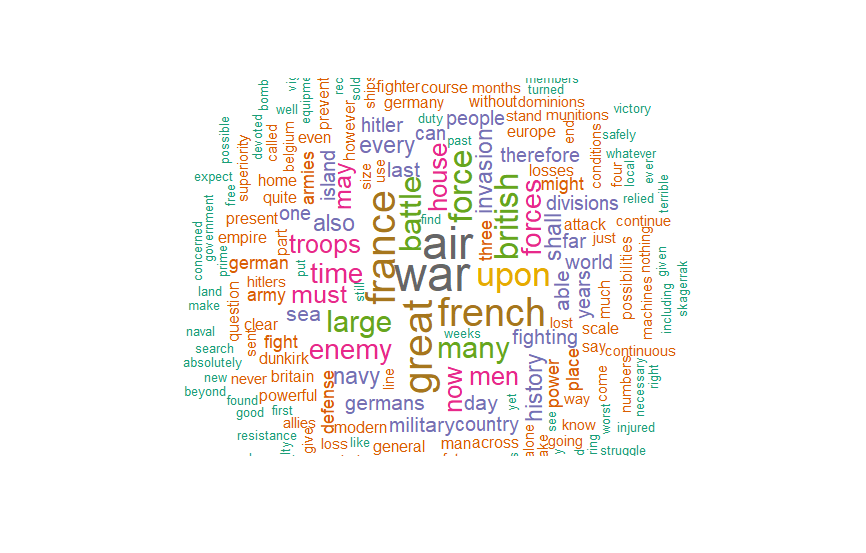 members
turned
bomb
equipm
rec
sold
ships
fighter
course
months
without
dominions
germany
prevent
well
however
devoted
possible
called
belgium
even
hitler
can
duty
people
stand
munitions
victory
past
europe
end
safely
conditions
whatever
superiority
every
house
invasion
therefore
expect
free
home
quite
armies
island
may
size
use
last
force
losses
might
four
local
ever
terrible
british
divisions
relied
present
one
also
battle
find
forces
shall
attack
continue
empire
part
troops
france
air
three
far
just
possibilities
nothing
concerned
government
prime
german
put
time
war
upon
able
world
years
much
machines
including
given
skagerrak
land
hitlers
army
must
still
make
question
sea
large
great
french
lost
scale
naval
clear
sent
fight
weeks
fighting
say
continuous
search
absolutely
dunkirk
enemy
many
place
new
never
britain
navy
line
now
men
history
power
come
numbers
necessary
right
beyond
found
powerful
defense
germans
day
yet
way
good
first
allies
give
modern
military
country
see
know
worst
injured
resistance
loss
like
general
man
across
alone
going
struggle